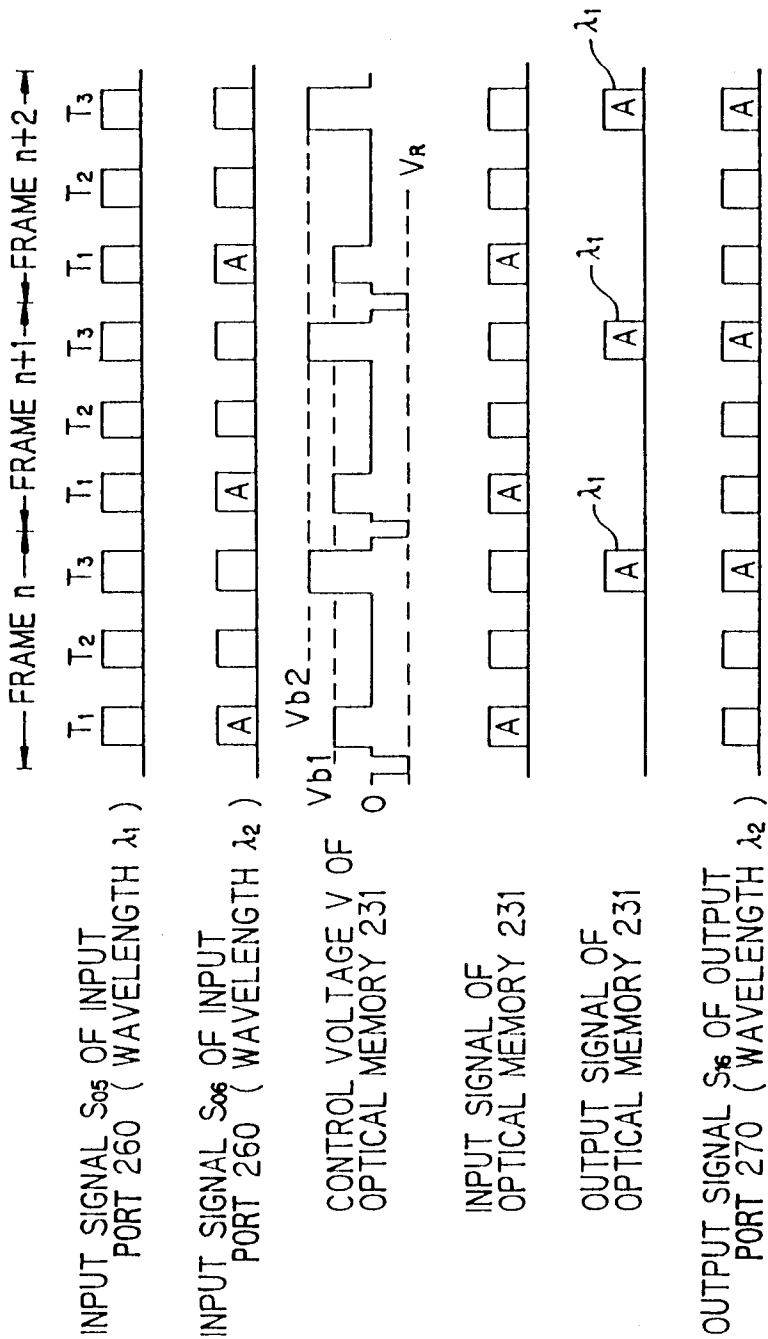 FRAME n FRAME n+1 FRAME n+2
T1 T2 T3 T1 T2 T3 T1 T2 T3
INPUT SIGNAL S05 OF INPUT
PORT 260 ( WAVELENGTH λ1 )
INPUT SIGNAL S06 OF INPUT
PORT 260 ( WAVELENGTH λ2 )
A A A
CONTROL VOLTAGE V OF
OPTICAL MEMORY 231
Vb1
Vb2
0
VR
INPUT SIGNAL OF
OPTICAL MEMORY 231
A A A
OUTPUT SIGNAL OF
OPTICAL MEMORY 231
λ1 λ1 λ1
A A A
OUTPUT SIGNAL S16 OF OUTPUT
PORT 270 ( WAVELENGTH λ2 )
A A A